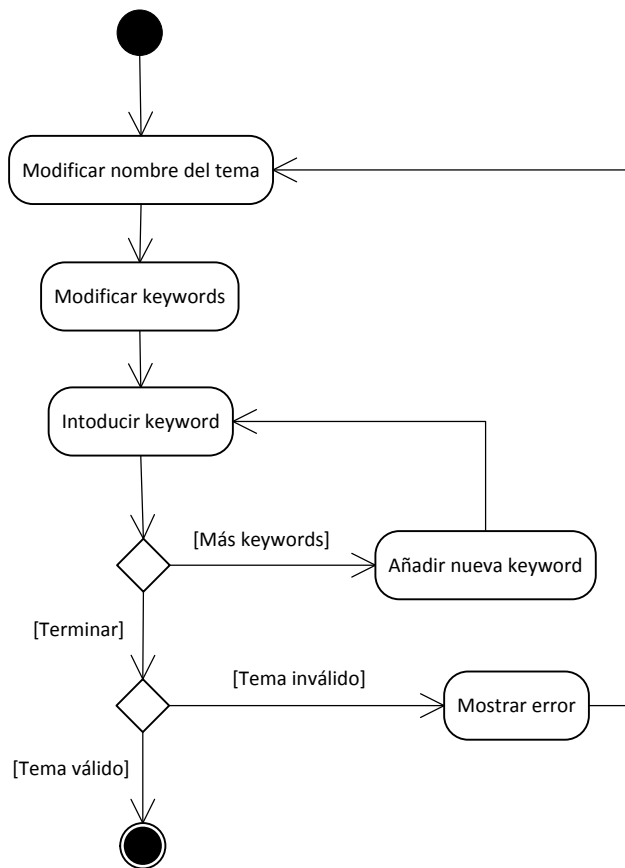 Modificar nombre del tema
Modificar keywords
Intoducir keyword
[Más keywords]
Añadir nueva keyword
[Terminar]
[Tema inválido]
Mostrar error
[Tema válido]